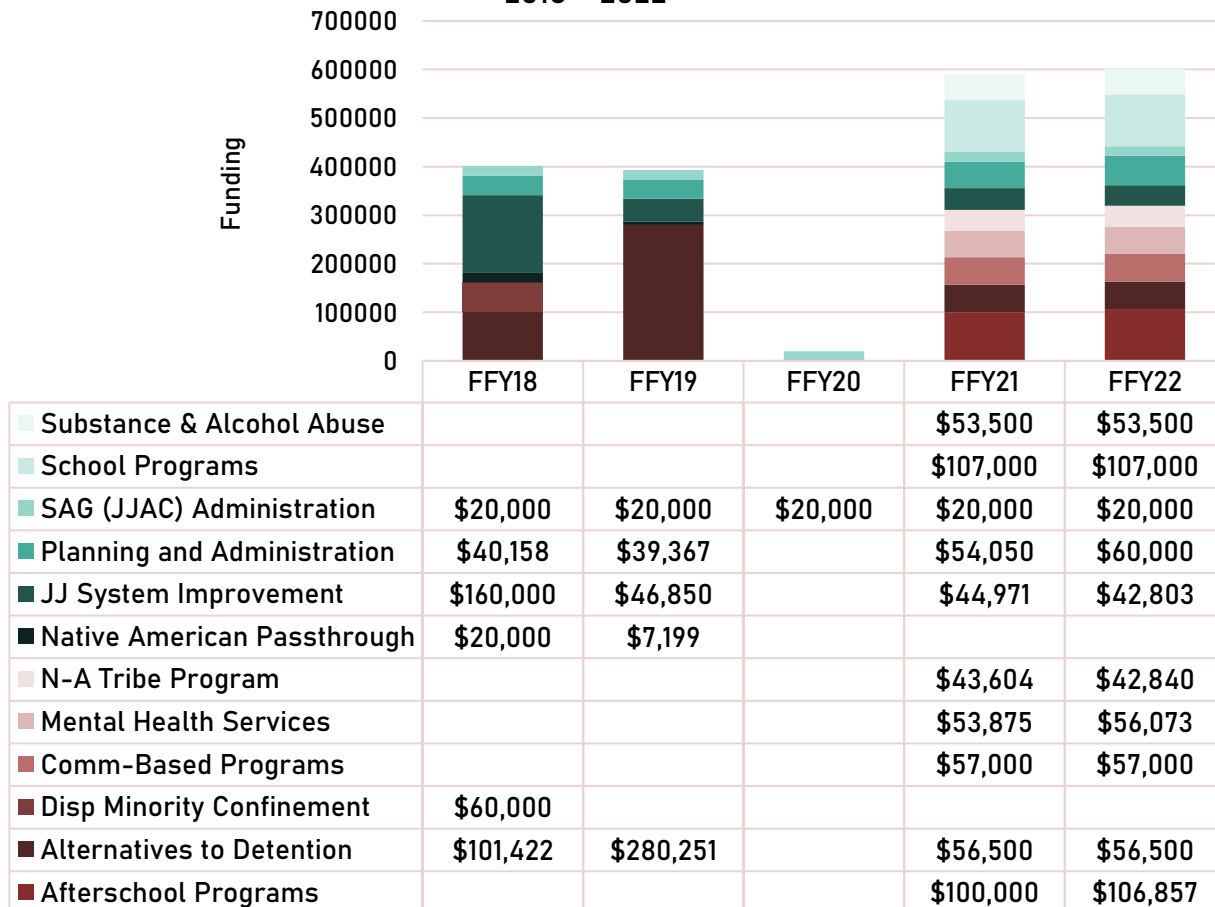 700000
600000
500000
400000
300000
200000
100000
0
Funding
FFY18 FFY19 FFY20 FFY21 FFY22
Substance & Alcohol Abuse $53,500 $53,500
School Programs $107,000 $107,000
SAG (JJAC) Administration $20,000 $20,000 $20,000 $20,000 $20,000
Planning and Administration $40,158 $39,367 $54,050 $60,000
JJ System Improvement $160,000 $46,850 $44,971 $42,803
Native American Passthrough $20,000 $7,199
N-A Tribe Program $43,604 $42,840
Mental Health Services $53,875 $56,073
Comm-Based Programs $57,000 $57,000
Disp Minority Confinement $60,000
Alternatives to Detention $101,422 $280,251 $56,500 $56,500
Afterschool Programs $100,000 $106,857